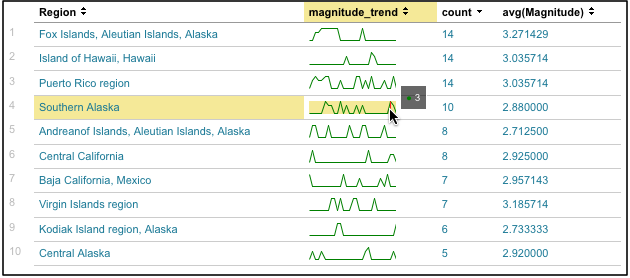 Region magnitude_trend count avg(Magnitude)
1 Fox Islands, Aleutian Islands, Alaska 14 3.271429
2 Island of Hawaii, Hawaii 14 3.035714
3 Puerto Rico region 14 3.035714
4 Southern Alaska 3 10 2.880000
5 Andreanof Islands, Aleutian Islands, Alaska 8 2.712500
6 Central California 8 2.925000
7 Baja California, Mexico 7 2.957143
8 Virgin Islands region 7 3.185714
9 Kodiak Island region, Alaska 6 2.733333
10 Central Alaska 5 2.920000